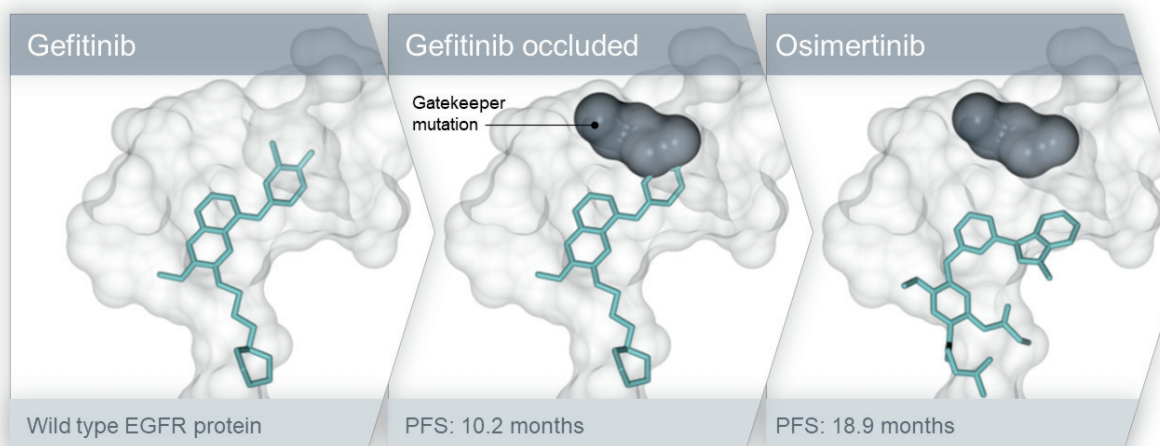 Gefitinib
Gefitinib occluded
Osimertinib
Gatekeeper
mutation
Wild type EGFR protein
PFS: 10.2 months
PFS: 18.9 months